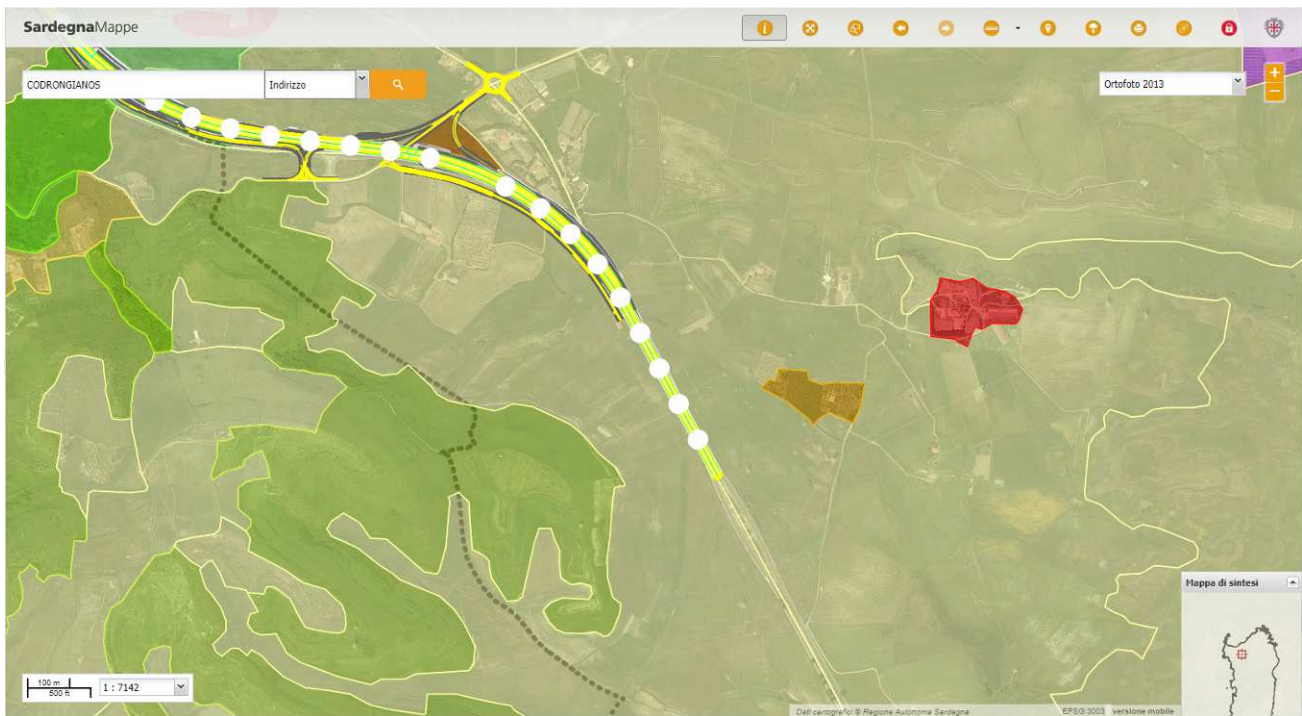 SardegnaMappe
CODRONGIANOS
Indirizzo
Ortofoto 2013
+
−
Mappa di sintesi
100 m
500 ft
1 : 7142
Dati cartografici © Regione Autonoma Sardegna
EPSG:3003 versione mobile